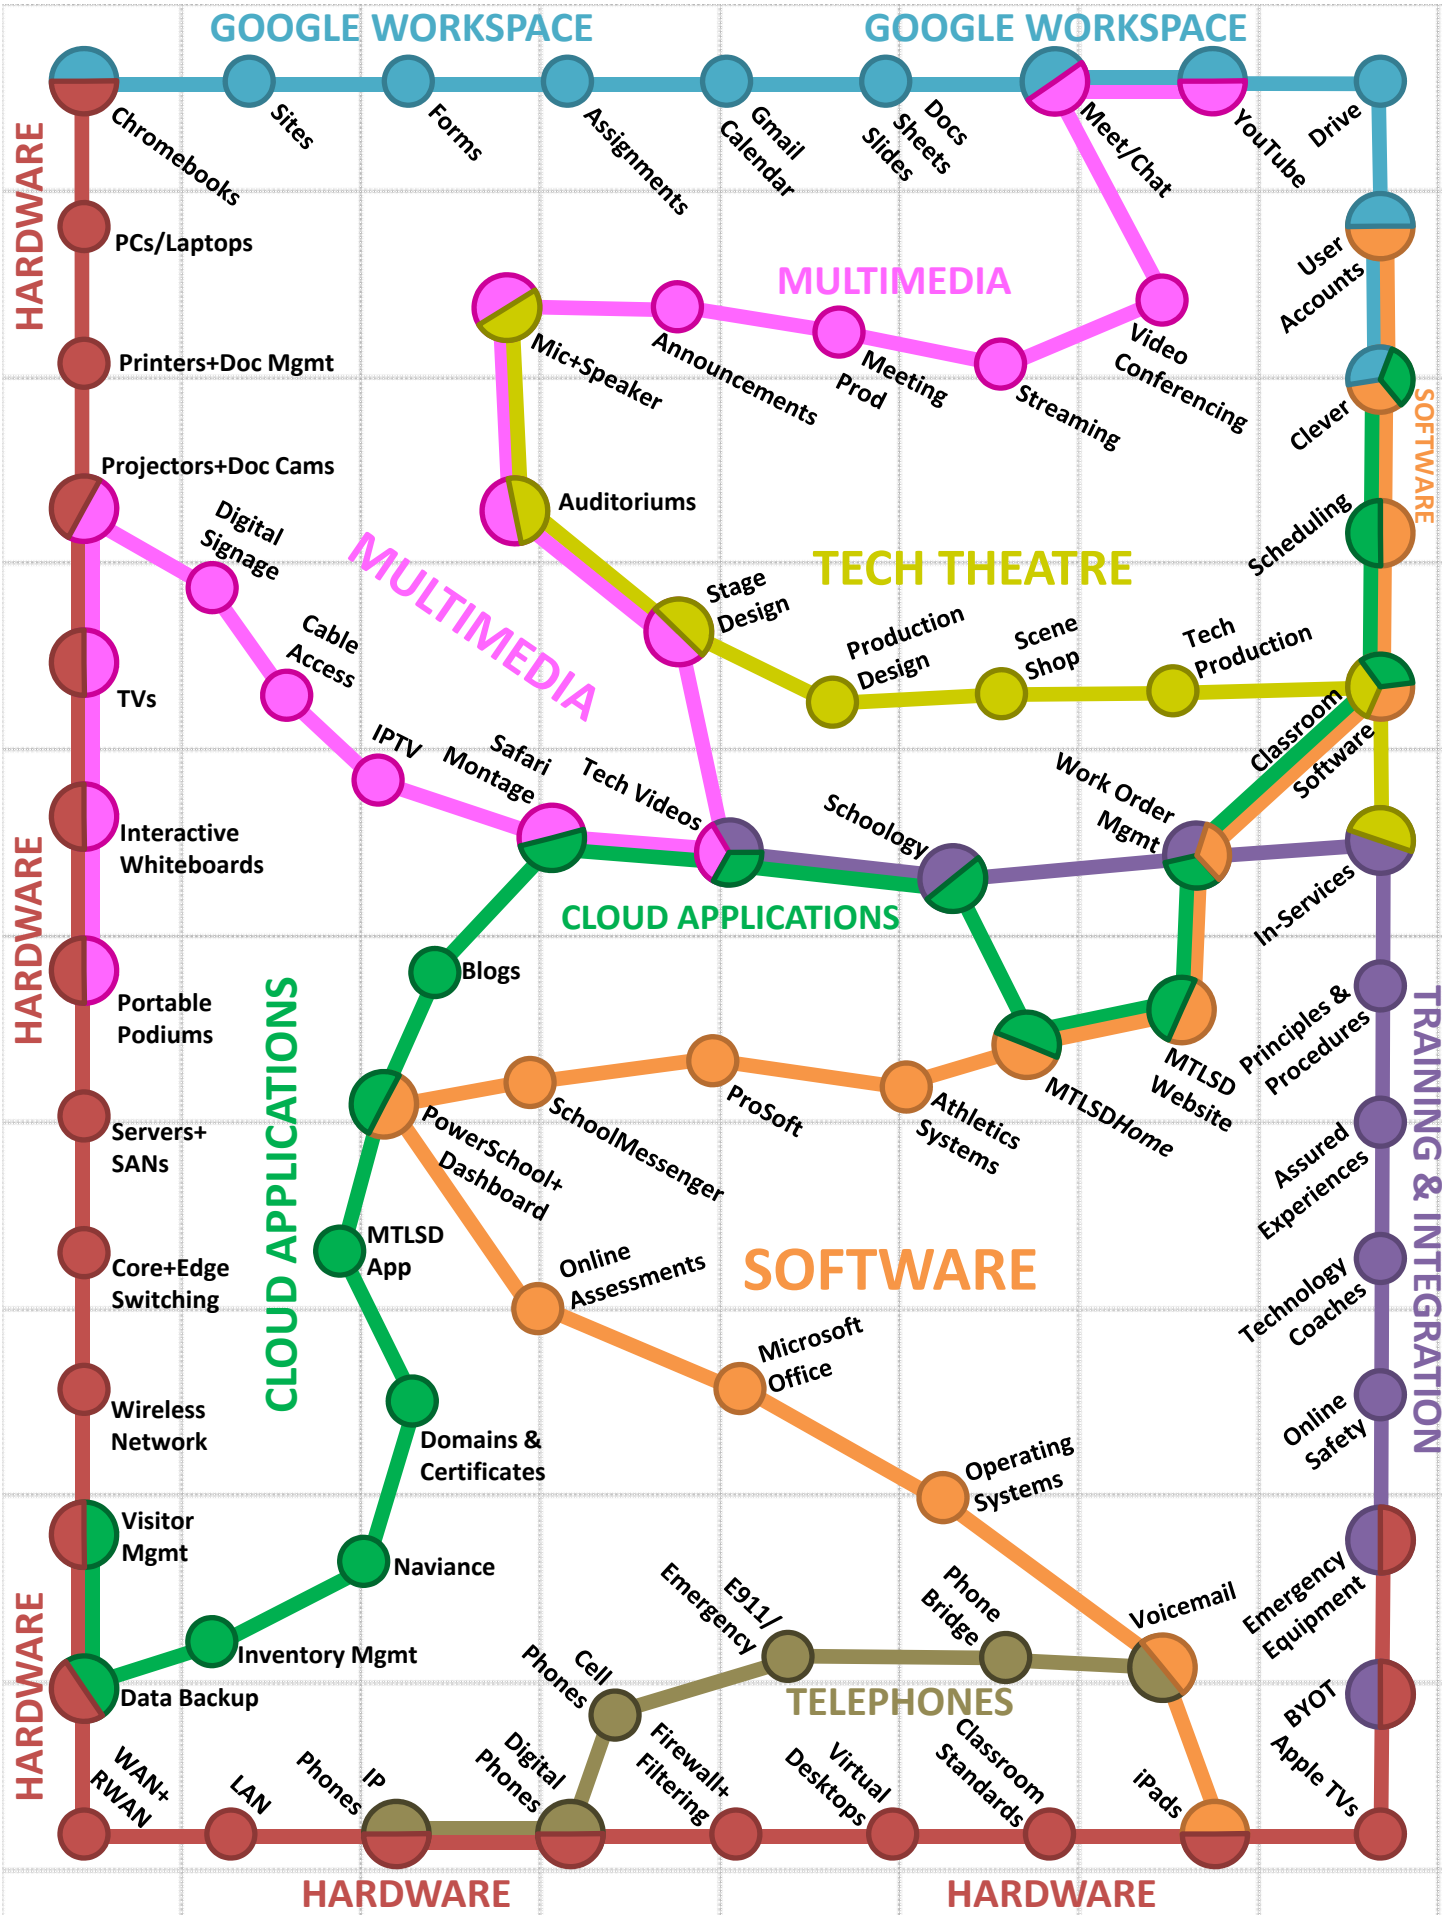 GOOGLE WORKSPACE
GOOGLE WORKSPACE
Chromebooks
Sites
Forms
Assignments
Gmail
Calendar
Docs
Sheets
Slides
Meet/Chat
YouTube
Drive
HARDWARE
PCs/Laptops
User
Accounts
MULTIMEDIA
Mic+Speaker
Announcements
Meeting
Prod
Streaming
Video
Conferencing
Printers+Doc Mgmt
Clever
SOFTWARE
Projectors+Doc Cams
Digital
Signage
Auditoriums
Scheduling
MULTIMEDIA
TECH THEATRE
Cable
Access
Stage
Design
Production
Design
Scene
Shop
Tech
Production
TVs
Classroom
Software
IPTV
Safari
Montage
Tech Videos
Schoology
Work Order
Mgmt
Interactive
Whiteboards
HARDWARE
In-Services
CLOUD APPLICATIONS
Blogs
Portable
Podiums
CLOUD APPLICATIONS
Principles &
Procedures
TRAINING & INTEGRATION
PowerSchool+
Dashboard
SchoolMessenger
ProSoft
Athletics
Systems
MTLSDHome
MTLSD
Website
Servers+
SANs
Assured
Experiences
MTLSD
App
Core+Edge
Switching
Online
Assessments
SOFTWARE
Technology
Coaches
Microsoft
Office
Wireless
Network
Domains &
Certificates
Online
Safety
Operating
Systems
Visitor
Mgmt
Naviance
Emergency
Equipment
E911/
Emergency
Phone
Bridge
Voicemail
HARDWARE
Inventory Mgmt
Data Backup
Cell
Phones
TELEPHONES
BYOT
WAN+
RWAN
LAN
IP
Phones
Digital
Phones
Firewall+
Filtering
Virtual
Desktops
Classroom
Standards
iPads
Apple TVs
HARDWARE
HARDWARE